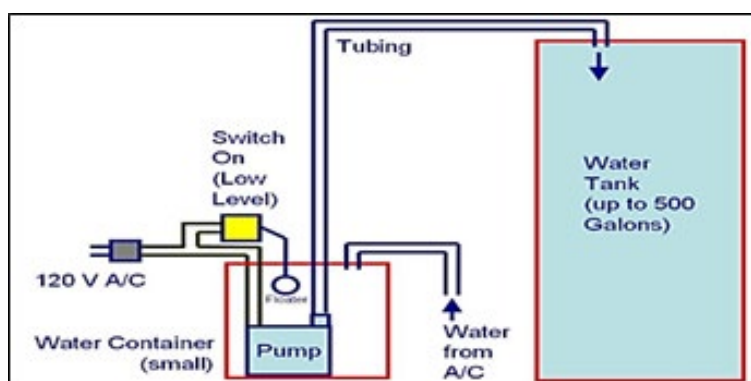 Tubing
Switch
On
(Low
Level)
Water
Tank
(up to 500
Galons)
120 V A/C
Floater
Water Container
(small)
Pump
Water
from
A/C